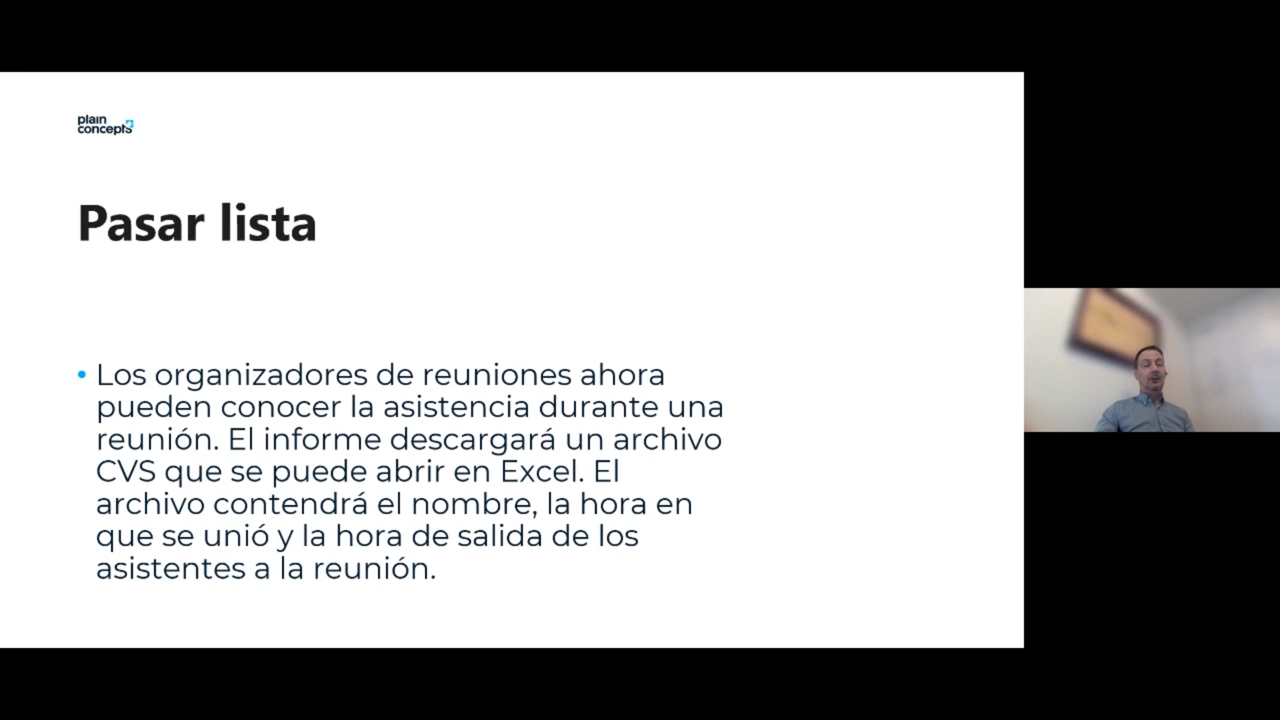 plain
concepts
Pasar lista
• Los organizadores de reuniones ahora
pueden conocer la asistencia durante una
reunión. El informe descargará un archivo
CVS que se puede abrir en Excel. El
archivo contendrá el nombre, la hora en
que se unió y la hora de salida de los
asistentes a la reunión.